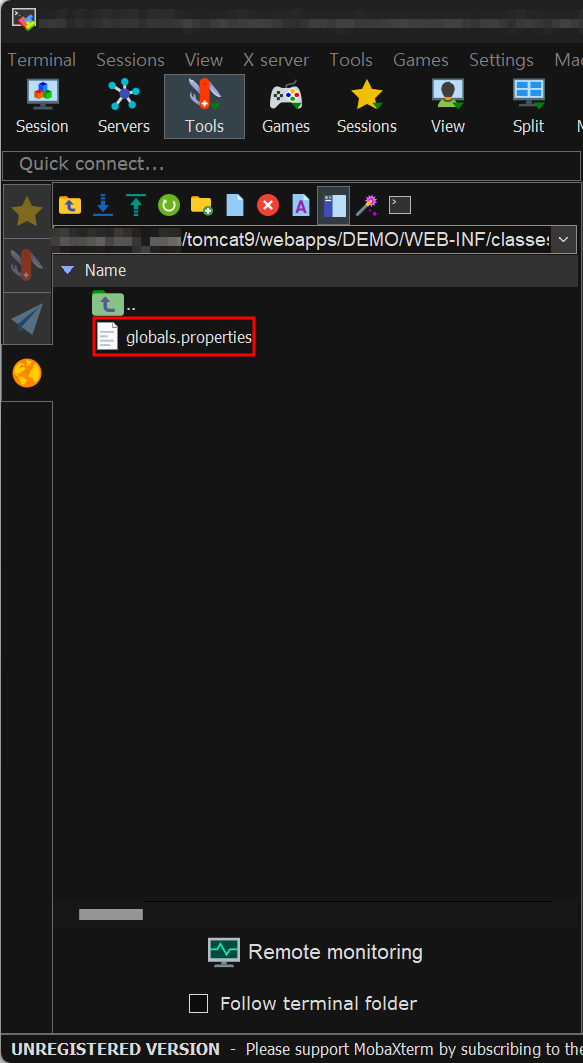 Terminal Sessions View X server Tools Games Settings
Session Servers Tools Games Sessions View Split
Quick connect...
/tomcat9/webapps/DEMO/WEB-INF/classes
Name
..
globals.properties
Remote monitoring
Follow terminal folder
UNREGISTERED VERSION - Please support MobaXterm by subscribing to the